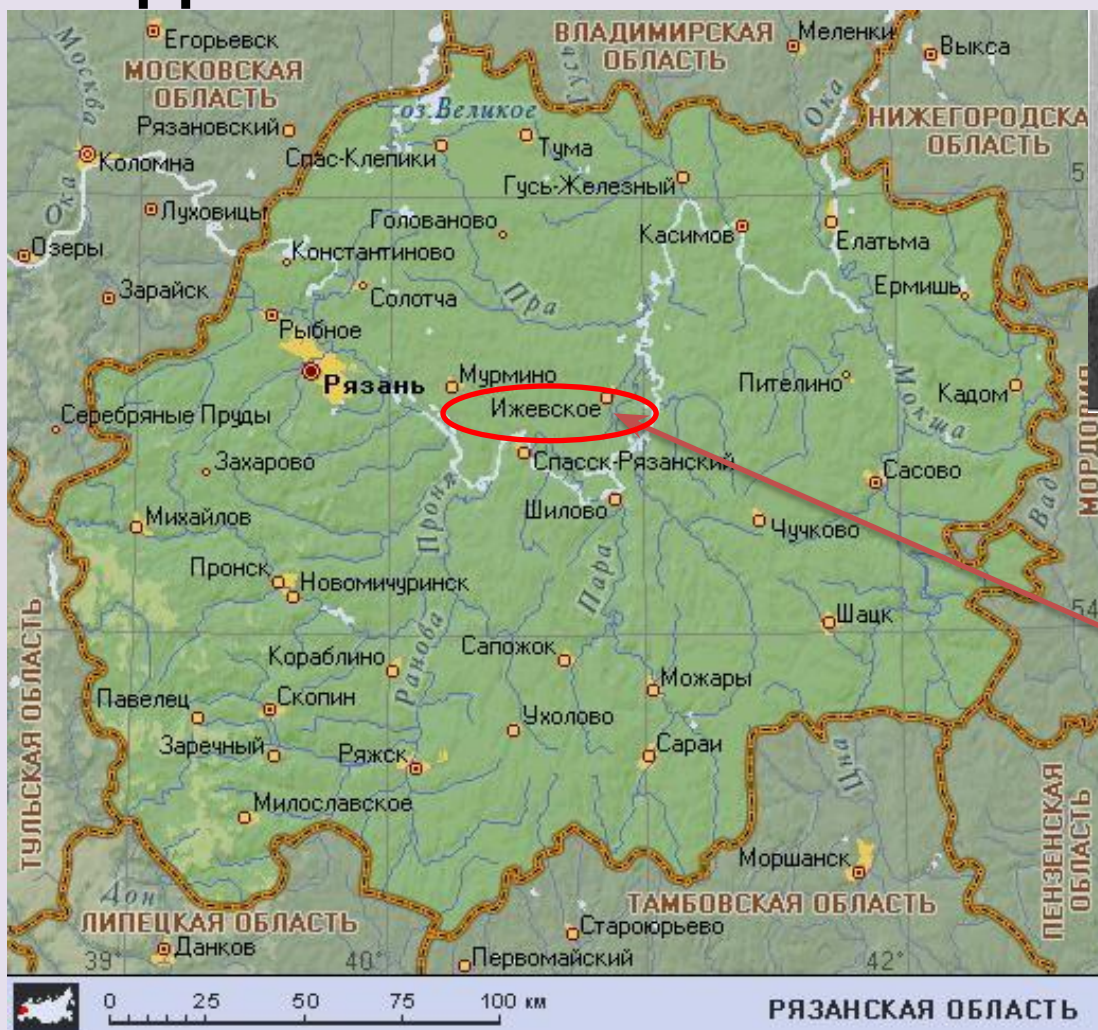 Егорьевск
МОСКОВСКАЯ
ОБЛАСТЬ
Москва
ВЛАДИМИРСКАЯ
ОБЛАСТЬ
Меленки
Выкса
Ока
НИЖЕГОРОДСКА
ОБЛАСТЬ
оз. Великое
Рязановский
Коломна
Спас-Клепики
Тума
Гусь-Железный
Ока
Луховицы
Голованово
Касимов
Елатьма
Озеры
Константиново
Зарайск
Солотча
Пра
Ермишь
Рыбное
Рязань
Мурмино
Ижевское
Пителино
Мокша
Кадом
МОРДОВИЯ
Серебряные Пруды
Захарово
Спасск-Рязанский
Сасово
Вад
Михайлов
Проня
Шилово
Чучково
Пронск
Новомичуринск
Пара
54
Шацк
ТУЛЬСКАЯ ОБЛАСТЬ
Кораблино
Ранова
Сапожок
Можары
Павелец
Скопин
Ухолово
Заречный
Ряжск
Сараи
Цна
ПЕНЗЕНСКАЯ
ОБЛАСТЬ
Милославское
Моршанск
Дон
ЛИПЕЦКАЯ ОБЛАСТЬ
ТАМБОВСКАЯ ОБЛАСТЬ
Данков
Староюрьево
Первомайский
39°
40°
42°
0 25 50 75 100 км
РЯЗАНСКАЯ ОБЛАСТЬ